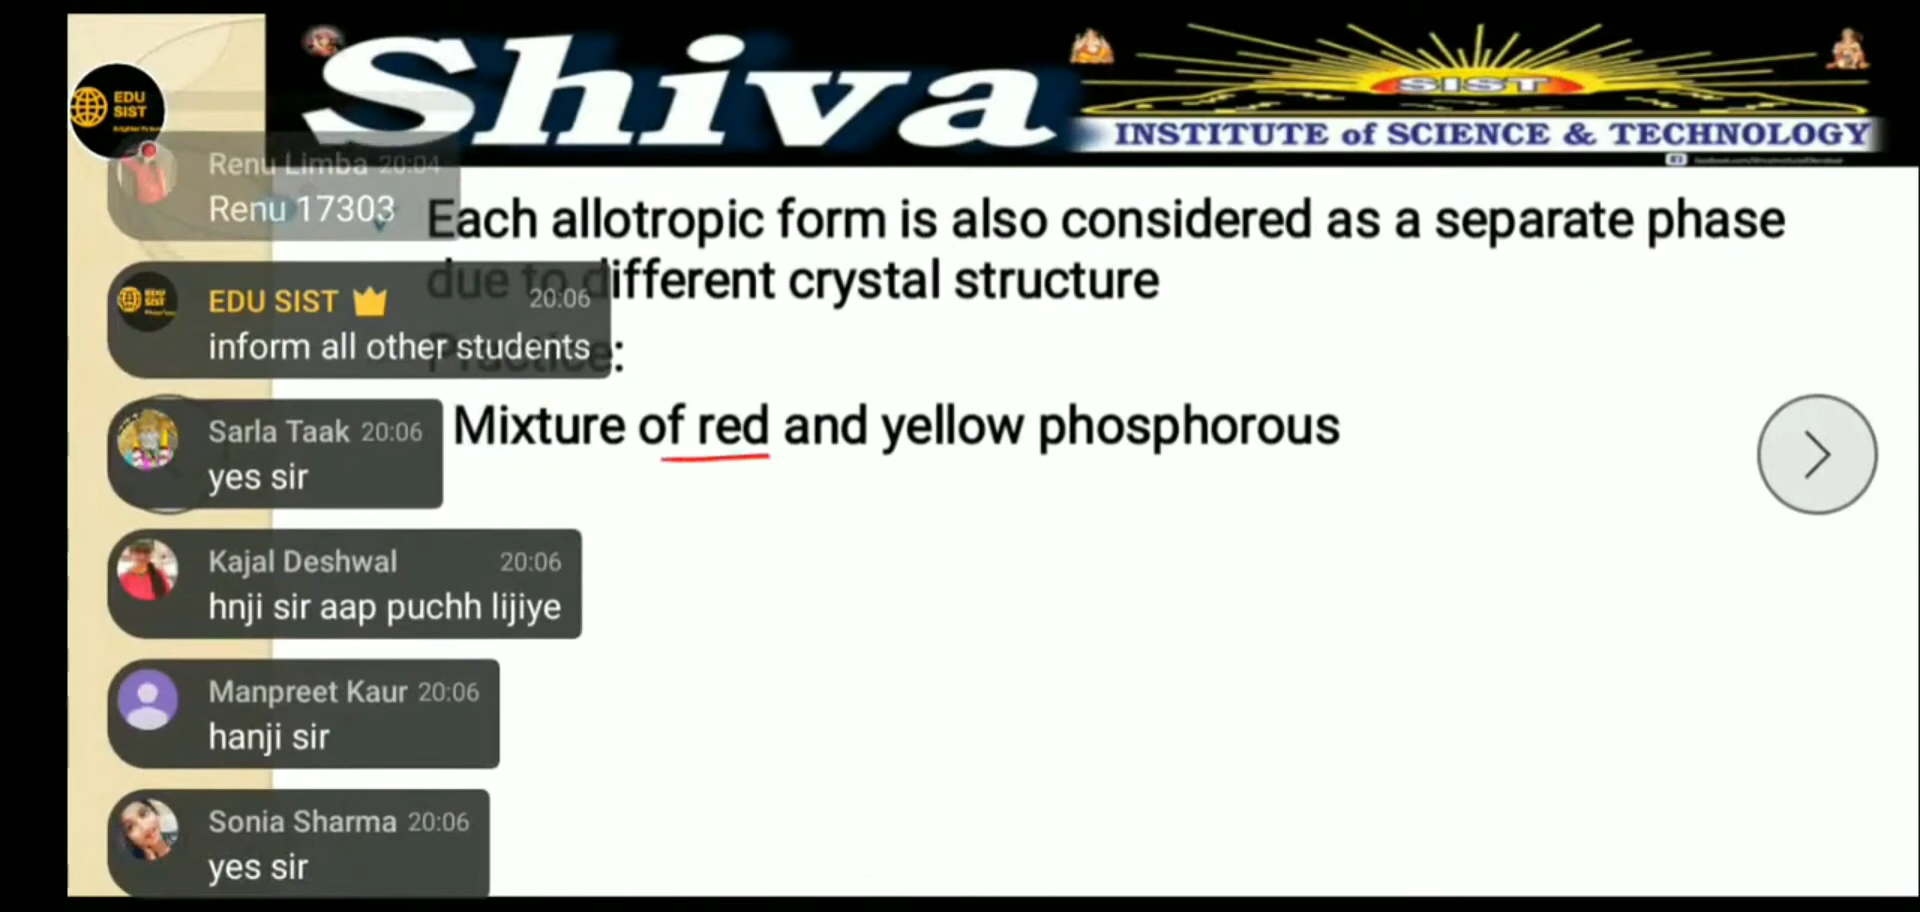 Shiva
SIST
INSTITUTE of SCIENCE & TECHNOLOGY
EDU
SIST
Renu Limba 20:04
Renu 17303
Each allotropic form is also considered as a separate phase
due to different crystal structure
Practice:
Mixture of red and yellow phosphorous
EDU SIST 20:06
inform all other students
Sarla Taak 20:06
yes sir
Kajal Deshwal 20:06
hnji sir aap puchh lijiye
Manpreet Kaur 20:06
hanji sir
Sonia Sharma 20:06
yes sir